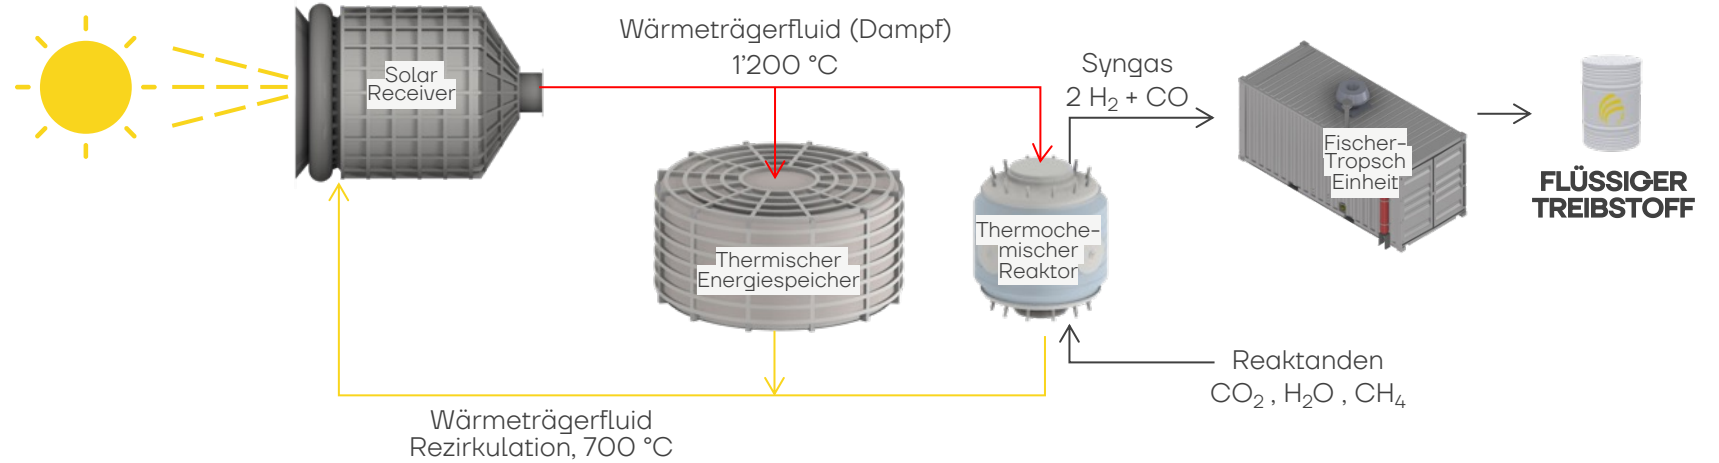 Wärmeträgerfluid (Dampf)
1'200 °C
Solar
Receiver
Syngas
2 H₂ + CO
Fischer-
Tropsch
Einheit
FLÜSSIGER
TREIBSTOFF
Thermischer
Energiespeicher
Thermoche-
mischer
Reaktor
Reaktanden
CO₂ , H₂O , CH₄
Wärmeträgerfluid
Rezirkulation, 700 °C